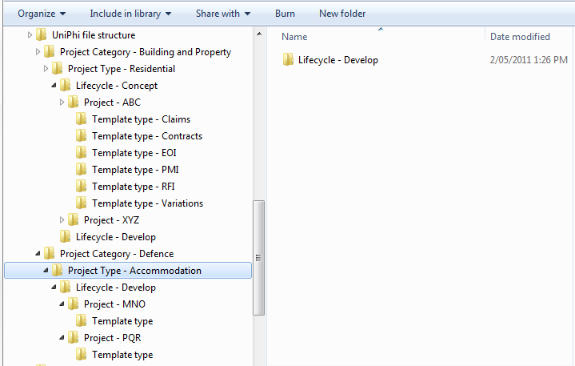 Organize Include in library Share with Burn New folder
UniPhi file structure
Project Category - Building and Property
Project Type - Residential
Lifecycle - Concept
Project - ABC
Template type - Claims
Template type - Contracts
Template type - EOI
Template type - PMI
Template type - RFI
Template type - Variations
Project - XYZ
Lifecycle - Develop
Project Category - Defence
Project Type - Accommodation
Lifecycle - Develop
Project - MNO
Template type
Project - PQR
Template type
Name Date modified
Lifecycle - Develop 2/05/2011 1:26 PM